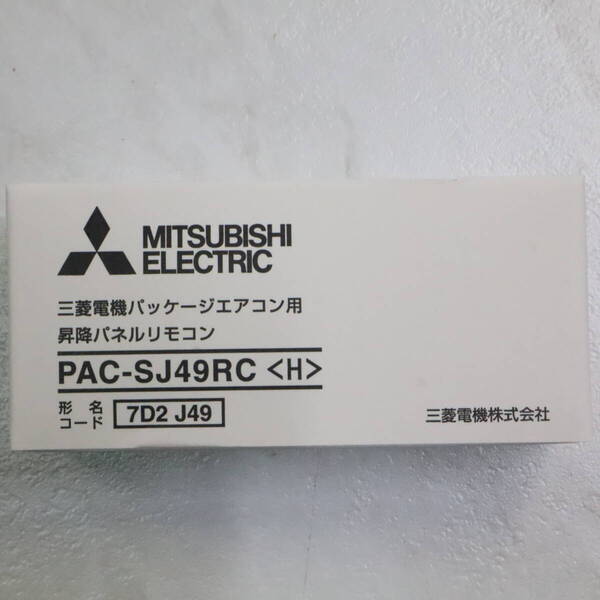 MITSUBISHI
ELECTRIC
三菱電機パッケージエアコン用
昇降パネルリモコン
PAC-SJ49RC <H>
形名
コード 7D2 J49
三菱電機株式会社